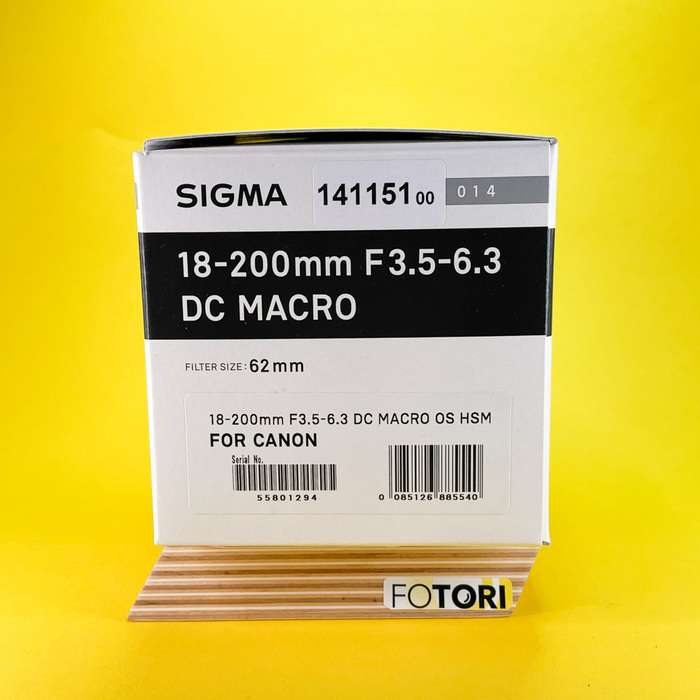 SIGMA 141151 00 014
18-200mm F3.5-6.3
DC MACRO
FILTER SIZE: 62mm
18-200mm F3.5-6.3 DC MACRO OS HSM
FOR CANON
Serial No.
55801294
0 085126 885540
FOTORI